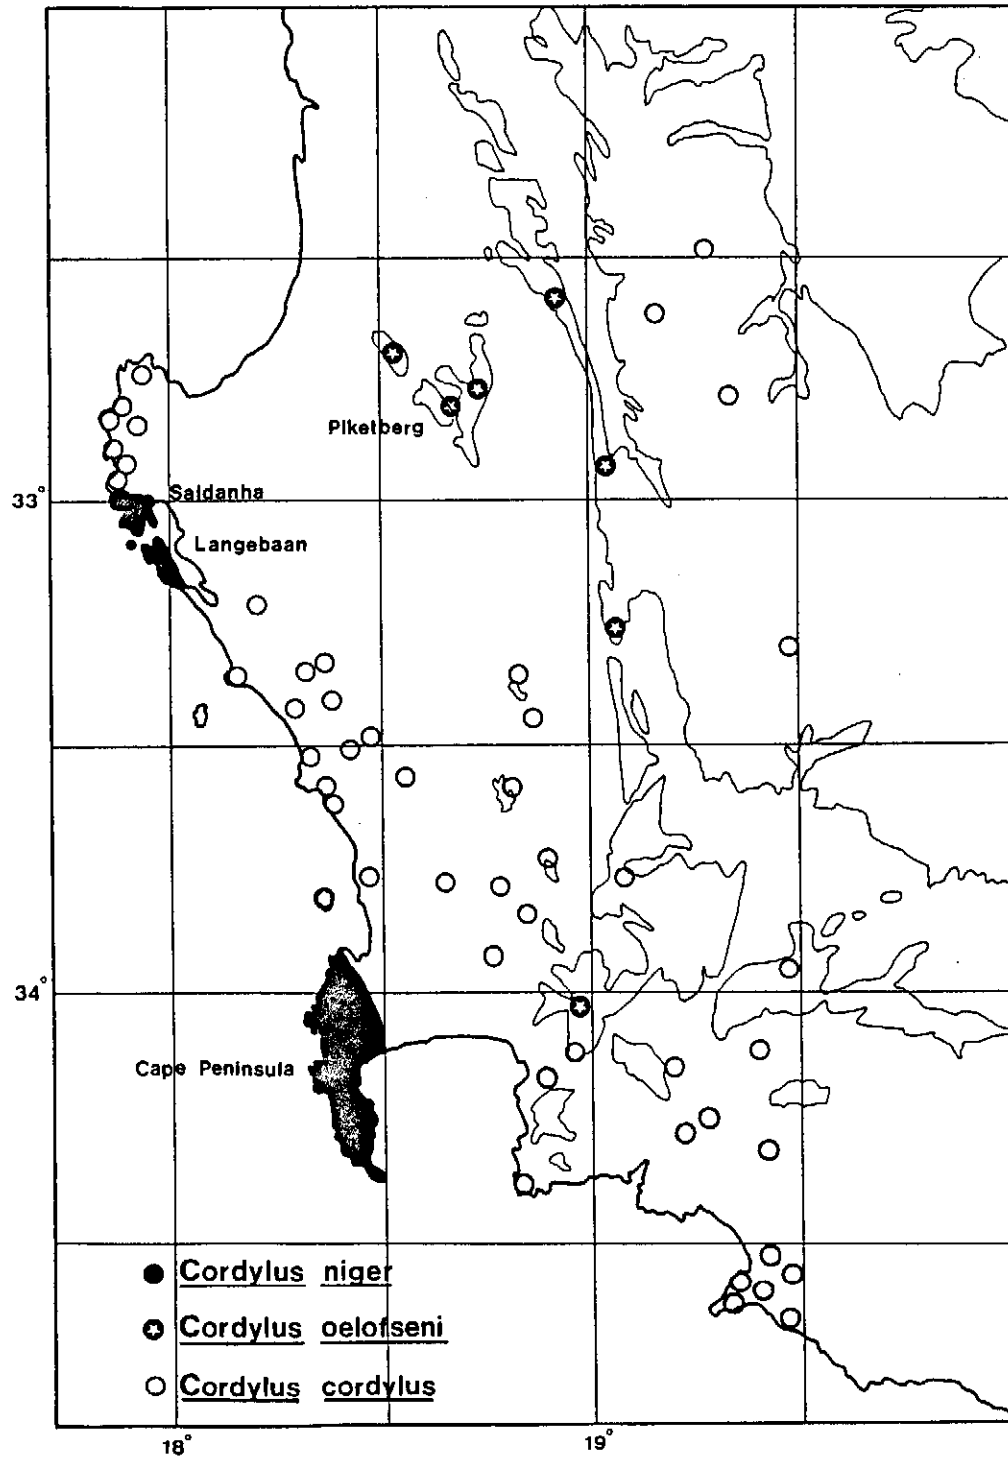 Piketberg
33°
Saldanha
Langebaan
34°
Cape Peninsula
Cordylus niger
Cordylus oelofseni
Cordylus cordylus
18°
19°